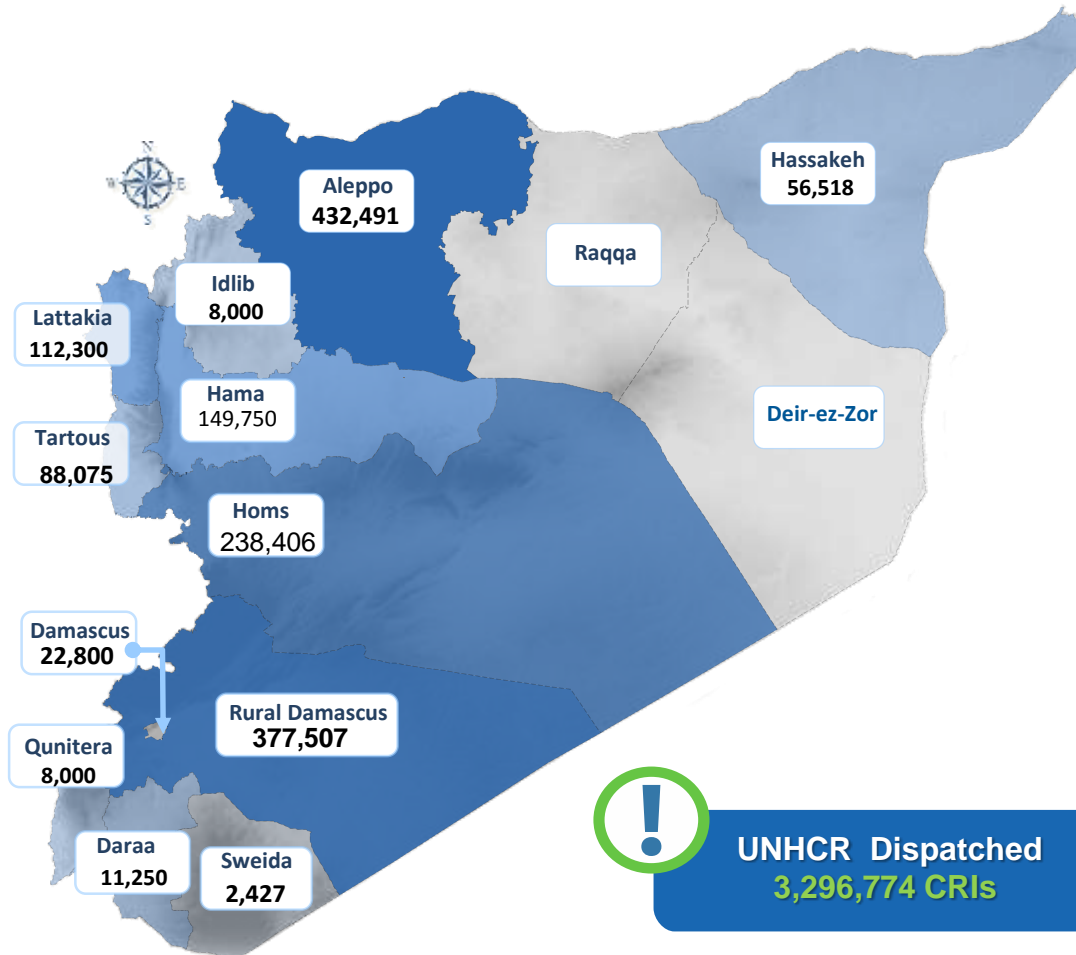 N
W E
S
Aleppo
432,491
Hassakeh
56,518
Raqqa
Idlib
8,000
Lattakia
112,300
Hama
149,750
Deir-ez-Zor
Tartous
88,075
Homs
238,406
Damascus
22,800
Rural Damascus
377,507
Qunitera
8,000
Daraa
11,250
Sweida
2,427
!
UNHCR Dispatched
3,296,774 CRIs